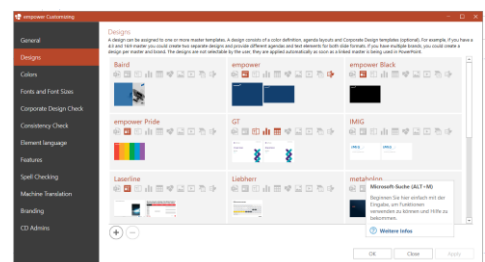 empower Customizing
General
Designs
Colors
Fonts and Font Sizes
Corporate Design Check
Consistency Check
Element language
Features
Spell Checking
Machine Translation
Branding
CD Admins
Designs
A design can be assigned to one or more master templates. A design consists of a color definition, agenda layouts and Corporate Design templates (optional). For example, if you have a
4:3 and 16:9 master you could create two separate designs and provide different agendas and text elements for both slide formats. If you have multiple brands, you could create a
design per master and brand. The designs are not selectable by the user, they are applied automatically as soon as a linked master is being used in PowerPoint.
Baird
empower
empower Black
empower Pride
GT
IMIG
Laserline
Liebherr
metabolon
Microsoft-Suche (ALT+M)
Beginnen Sie hier einfach mit der
Eingabe, um Funktionen
verwenden zu können und Hilfe zu
bekommen.
Weitere Infos
OK
Close
Apply